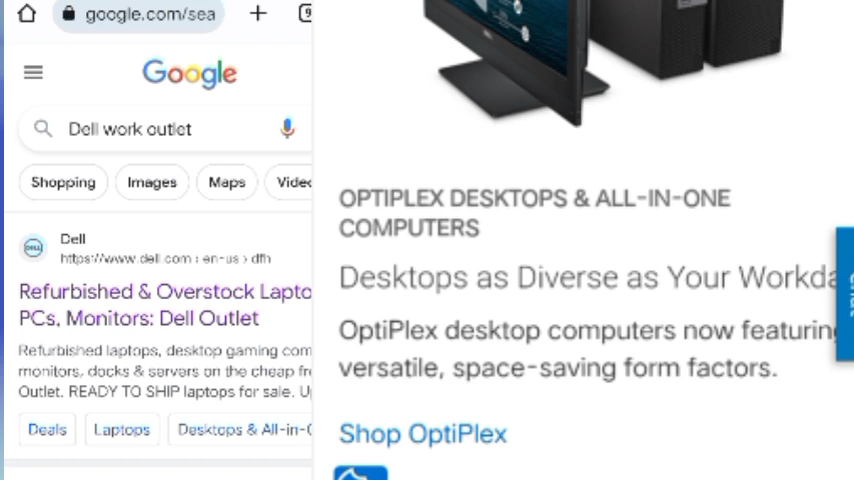 google.com/sea
Google
Dell work outlet
Shopping
Images
Maps
Dell
https://www.dell.com › en-us › dfh
Refurbished & Overstock Lapto
PCs, Monitors: Dell Outlet
Refurbished laptops, desktop gaming com
monitors, docks & servers on the cheap fr
Outlet. READY TO SHIP laptops for sale. U
Deals
Laptops
Desktops & All-in-
OPTIPLEX DESKTOPS & ALL-IN-ONE
COMPUTERS
Desktops as Diverse as Your Workda
OptiPlex desktop computers now featuring
versatile, space-saving form factors.
Shop OptiPlex